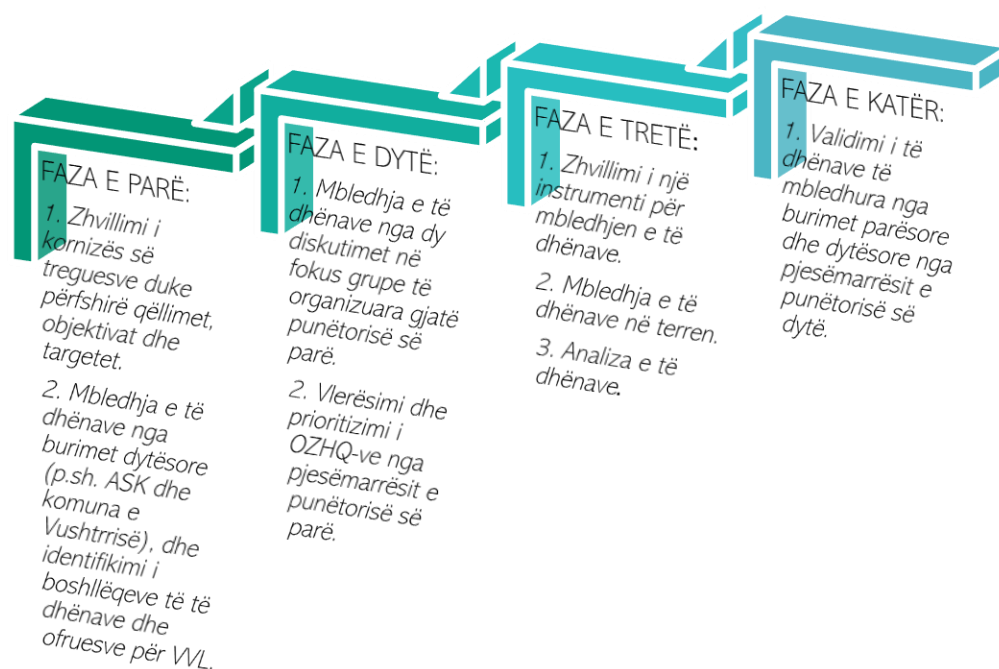 FAZA E PARË:
1. Zhvillimi i
kornizës së
treguesve duke
përfshirë qëllimet,
objektivat dhe
targetet.
2. Mbledhja e të
dhënave nga
burimet dytësore
(p.sh. ASK dhe
komuna e
Vushtrrisë), dhe
identifikimi i
boshllëqeve të të
dhënave dhe
ofruesve për VVL.
FAZA E DYTË:
1. Mbledhja e të
dhënave nga dy
diskutimet në
fokus grupe të
organizuara gjatë
punëtorisë së
parë.
2. Vlerësimi dhe
prioritizimi i
OZHQ-ve nga
pjesëmarrësit e
punëtorisë së
parë.
FAZA E TRETË:
1. Zhvillimi i një
instrumenti për
mbledhjen e të
dhënave.
2. Mbledhja e të
dhënave në terren.
3. Analiza e të
dhënave.
FAZA E KATËR:
1. Validimi i të
dhënave të
mbledhura nga
burimet parësore
dhe dytësore nga
pjesëmarrësit e
punëtorisë së
dytë.